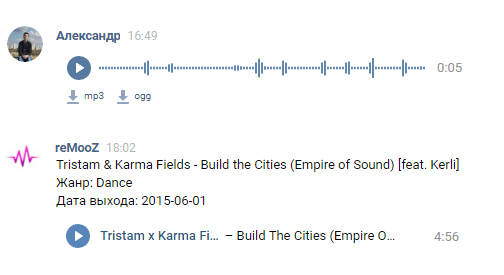 Александр 16:49
0:05
mp3 ogg
reMooZ 18:02
Tristam & Karma Fields - Build the Cities (Empire of Sound) [feat. Kerli]
Жанр: Dance
Дата выхода: 2015-06-01
Tristam x Karma Fi... – Build The Cities (Empire O... 4:56